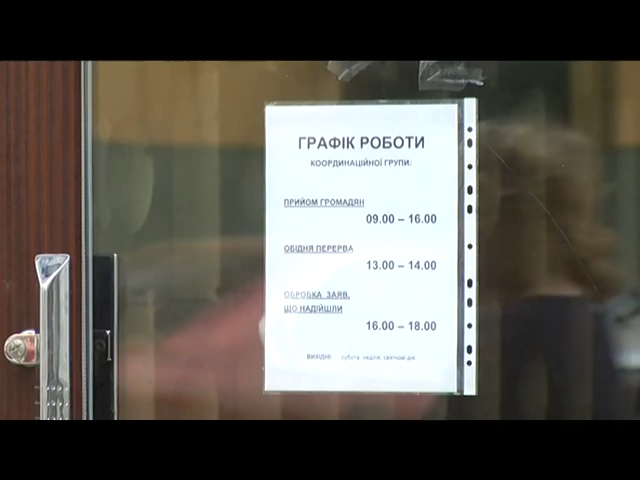 ГРАФІК РОБОТИ
КООРДИНАЦІЙНОЇ ГРУПИ:
ПРИЙОМ ГРОМАДЯН
09.00 – 16.00
ОБІДНЯ ПЕРЕРВА
13.00 – 14.00
ОБРОБКА ЗАЯВ,
ЩО НАДІЙШЛИ
16.00 – 18.00
ВИХІДНІ субота, неділя, святкові дні